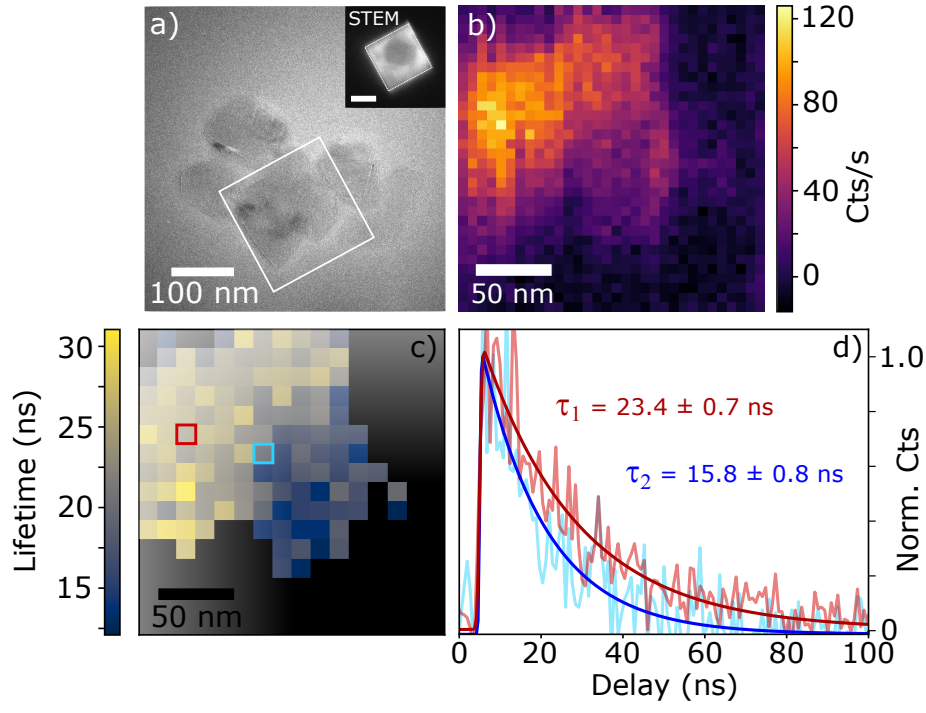 a)
STEM
100 nm
b)
50 nm
120
80
40
0
Cts/s
c)
30
25
20
15
Lifetime (ns)
50 nm
d)
τ1 = 23.4 ± 0.7 ns
τ2 = 15.8 ± 0.8 ns
1.0
0
Norm. Cts
0 20 40 60 80 100
Delay (ns)